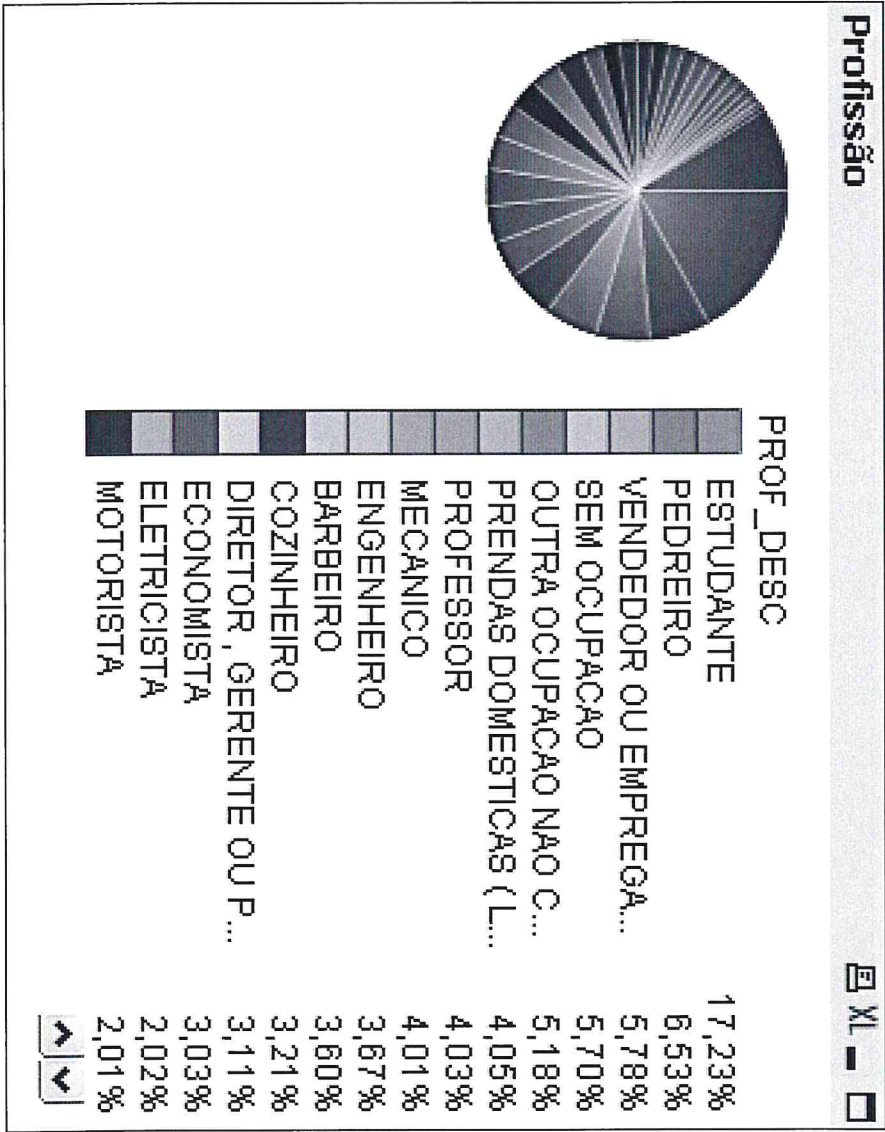 Profissão XL
PROF_DESC
ESTUDANTE 17,23%
PEDREIRO 6,53%
VENDEDOR OU EMPREGA... 5,78%
SEM OCUPACAO 5,70%
OUTRA OCUPACAO NAO C... 5,18%
PRENDAS DOMESTICAS ( L... 4,05%
PROFESSOR 4,03%
MECANICO 4,01%
ENGENHEIRO 3,67%
BARBEIRO 3,60%
COZINHEIRO 3,21%
DIRETOR , GERENTE OU P... 3,11%
ECONOMISTA 3,03%
ELETRICISTA 2,02%
MOTORISTA 2,01%